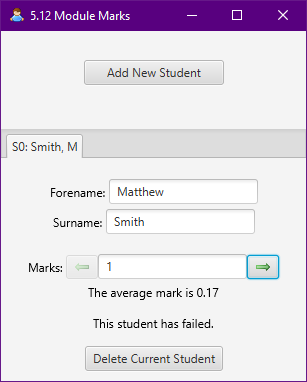 5.12 Module Marks
Add New Student
S0: Smith, M
Forename: Matthew
Surname: Smith
Marks: 1
The average mark is 0.17
This student has failed.
Delete Current Student